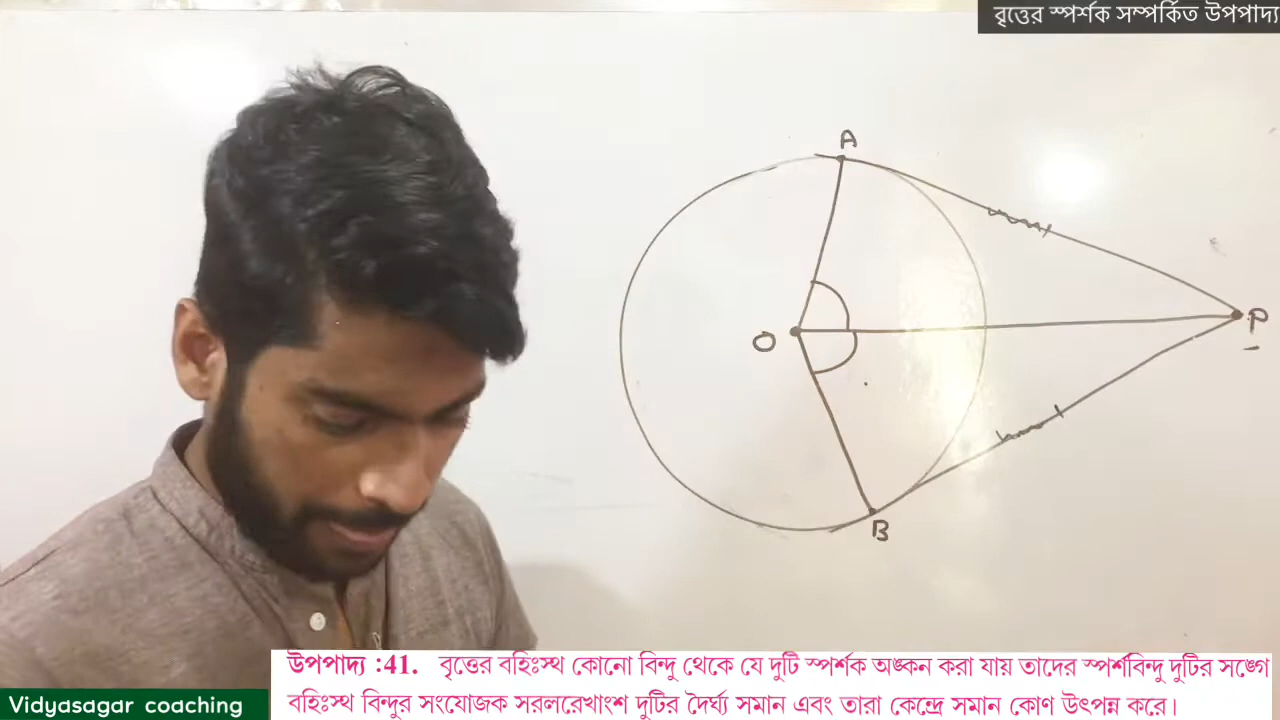 বৃত্তের স্পর্শক সম্পর্কিত উপপাদ্য
A
O
P
B
উপপাদ্য :41. বৃত্তের বহিঃস্থ কোনো বিন্দু থেকে যে দুটি স্পর্শক অঙ্কন করা যায় তাদের স্পর্শবিন্দু দুটির সঙ্গে
বহিঃস্থ বিন্দুর সংযোজক সরলরেখাংশ দুটির দৈর্ঘ্য সমান এবং তারা কেন্দ্রে সমান কোণ উৎপন্ন করে।
Vidyasagar coaching